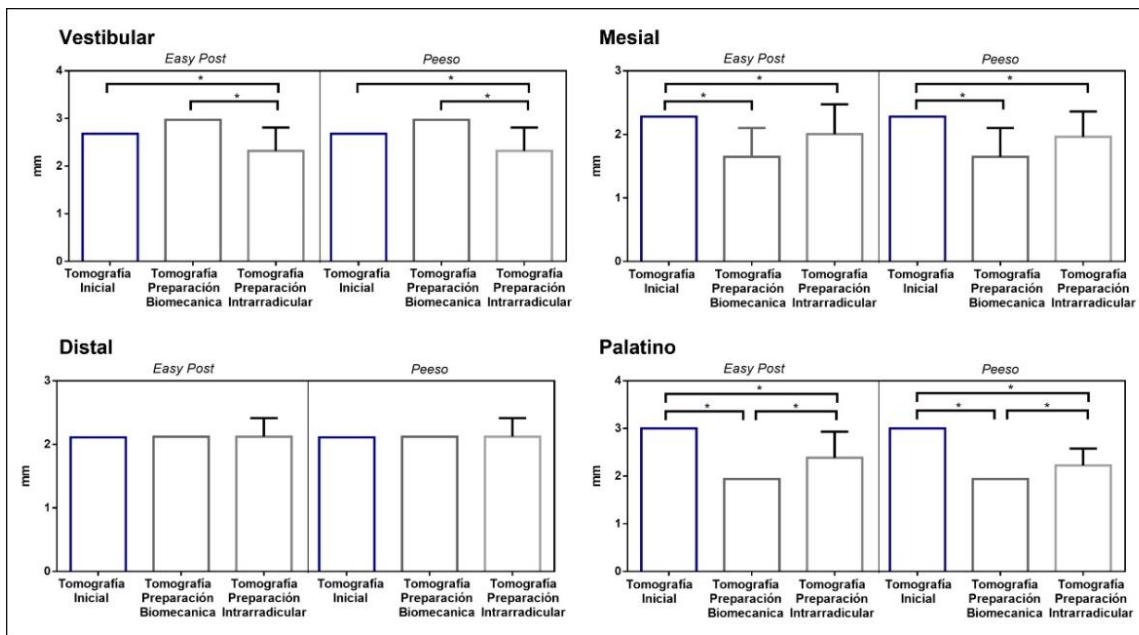 Vestibular
Easy Post
Peeso
4
3
2
1
0
mm
*
*
*
*
Tomografía
Inicial
Tomografía
Preparación
Biomecanica
Tomografía
Preparación
Intrarradicular
Tomografía
Inicial
Tomografía
Preparación
Biomecanica
Tomografía
Preparación
Intrarradicular
Mesial
Easy Post
Peeso
3
2
1
0
mm
*
*
*
*
Tomografía
Inicial
Tomografía
Preparación
Biomecanica
Tomografía
Preparación
Intrarradicular
Tomografía
Inicial
Tomografía
Preparación
Biomecanica
Tomografía
Preparación
Intrarradicular
Distal
Easy Post
Peeso
3
2
1
0
mm
Tomografía
Inicial
Tomografía
Preparación
Biomecanica
Tomografía
Preparación
Intrarradicular
Tomografía
Inicial
Tomografía
Preparación
Biomecanica
Tomografía
Preparación
Intrarradicular
Palatino
Easy Post
Peeso
4
3
2
1
0
mm
*
*
*
*
*
*
Tomografía
Inicial
Tomografía
Preparación
Biomecanica
Tomografía
Preparación
Intrarradicular
Tomografía
Inicial
Tomografía
Preparación
Biomecanica
Tomografía
Preparación
Intrarradicular